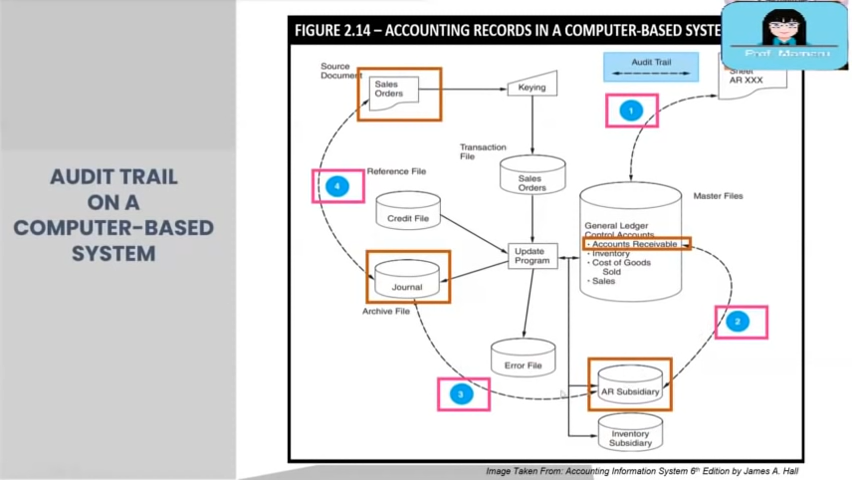 FIGURE 2.14 – ACCOUNTING RECORDS IN A COMPUTER-BASED
AUDIT TRAIL
ON A
COMPUTER-BASED
SYSTEM
Source
Document
Sales
Orders
Keying
Audit Trail
Sheet
AR XXX
1
Transaction
File
Sales
Orders
Reference File
4
Credit File
Master Files
General Ledger
Control Accounts
· Accounts Receivable
· Inventory
· Cost of Goods
Sold
· Sales
Update
Program
Journal
Archive File
2
Error File
3
AR Subsidiary
Inventory
Subsidiary
Image Taken From: Accounting Information System 6th Edition by James A. Hall